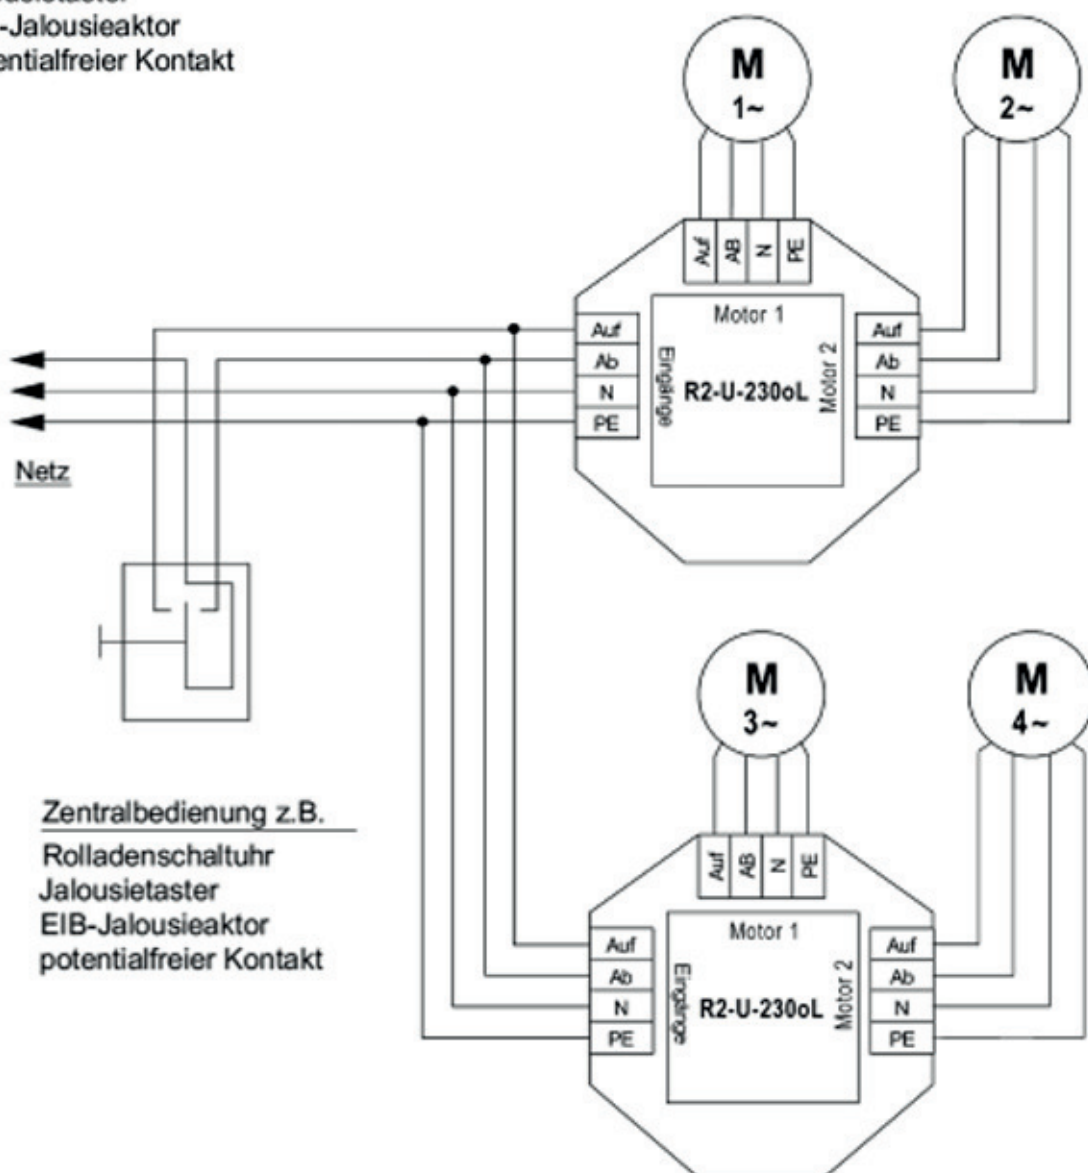 -Jalousieaktor
Kontakt
M
1~
M
2~
Auf
AB
N
PE
Motor 1
Auf
Ab
N
PE
Eingänge
R2-U-230oL
Motor 2
Auf
Ab
N
PE
Netz
M
3~
M
4~
Zentralbedienung z.B.
Rolladenschaltuhr
Jalousietaster
EIB-Jalousieaktor
potentialfreier Kontakt
Auf
AB
N
PE
Motor 1
Auf
Ab
N
PE
Eingänge
R2-U-230oL
Motor 2
Auf
Ab
N
PE